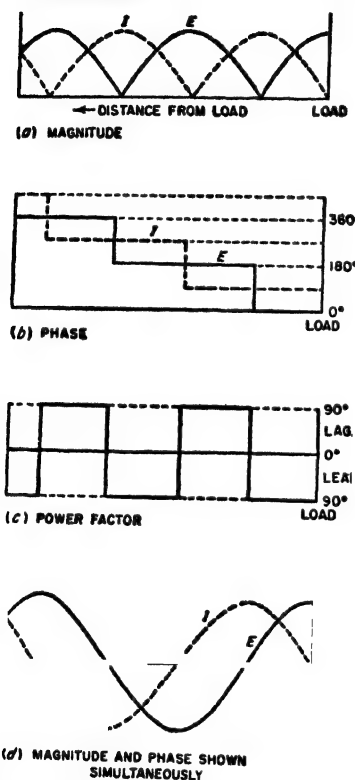 I E
←DISTANCE FROM LOAD LOAD
(a) MAGNITUDE
360°
I
E
180°
0°
(b) PHASE LOAD
90°
LAG.
0°
LEAI
90°
(c) POWER FACTOR LOAD
I
E
(d) MAGNITUDE AND PHASE SHOWN
SIMULTANEOUSLY